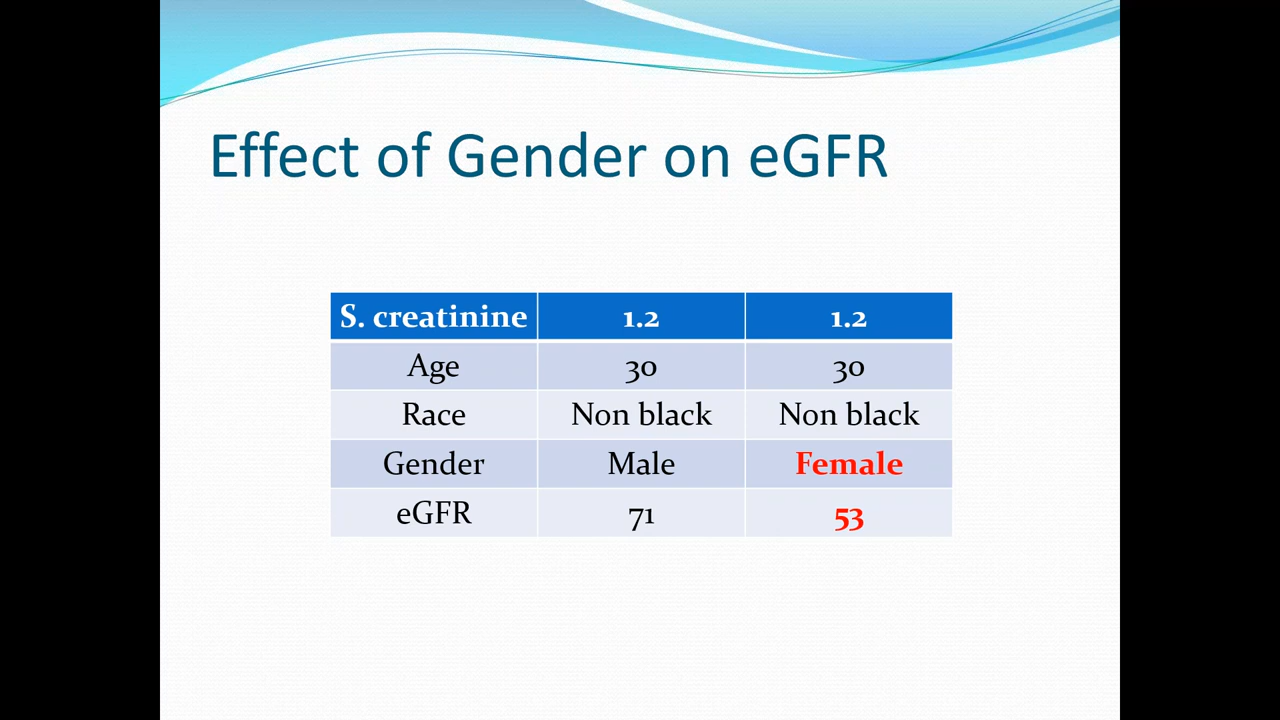 Effect of Gender on eGFR
S. creatinine 1.2 1.2
Age 30 30
Race Non black Non black
Gender Male Female
eGFR 71 53